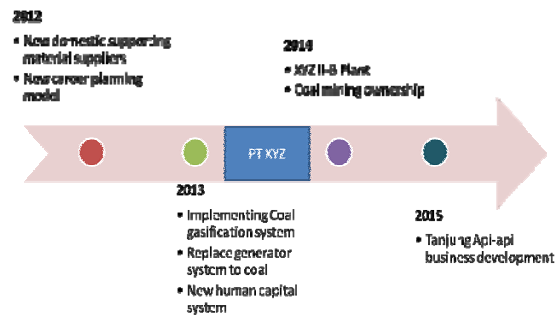 2012
• New domestic supporting
material suppliers
• New career planning
model
2014
• XYZ II-B Plant
• Coal mining ownership
PT XYZ
2013
• Implementing Coal
gasification system
• Replace generator
system to coal
• New human capital
system
2015
• Tanjung Api-api
business development